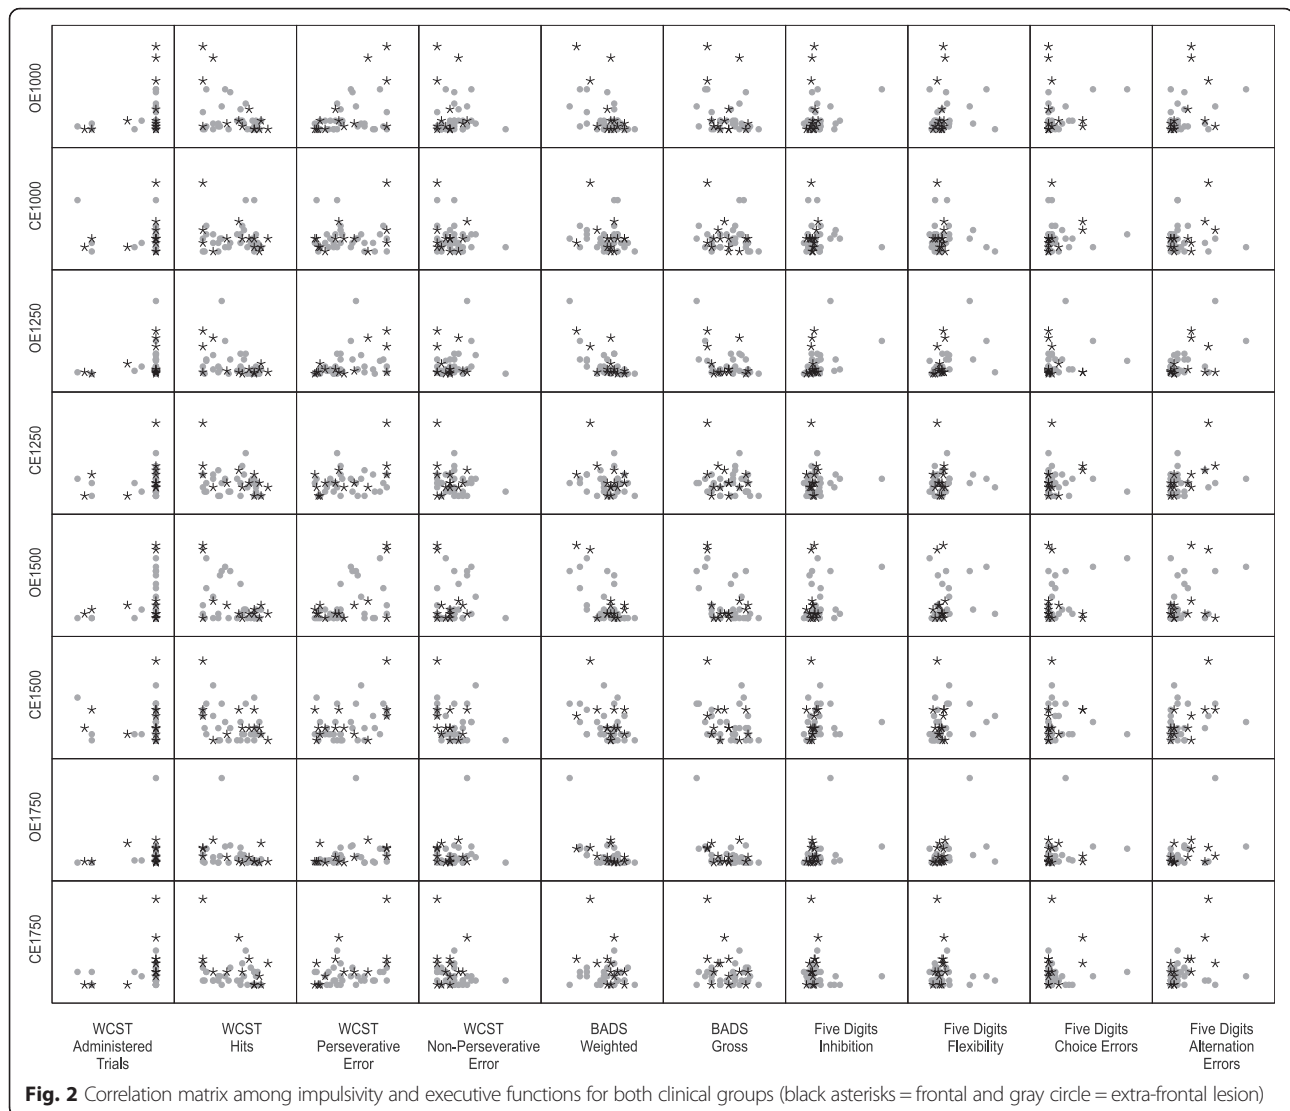 OE1000
CE1000
OE1250
CE1250
OE1500
CE1500
OE1750
CE1750
WCST
Administered
Trials
WCST
Hits
WCST
Perseverative
Error
WCST
Non-Perseverative
Error
BADS
Weighted
BADS
Gross
Five Digits
Inhibition
Five Digits
Flexibility
Five Digits
Choice Errors
Five Digits
Alternation
Errors
Fig. 2 Correlation matrix among impulsivity and executive functions for both clinical groups (black asterisks = frontal and gray circle = extra-frontal lesion)